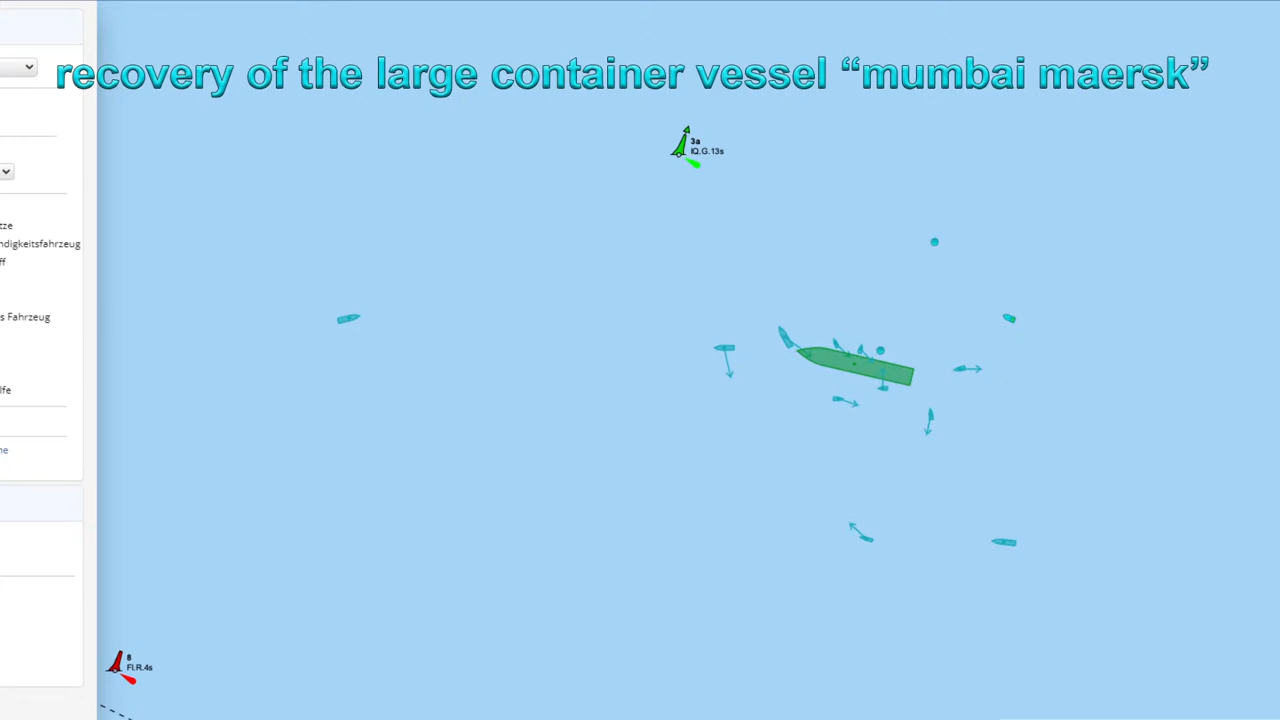 recovery of the large container vessel “mumbai maersk”
3a
IQ.G.13s
tze
ndigkeitsfahrzeug
ff
s Fahrzeug
lfe
ne
8
Fl.R.4s